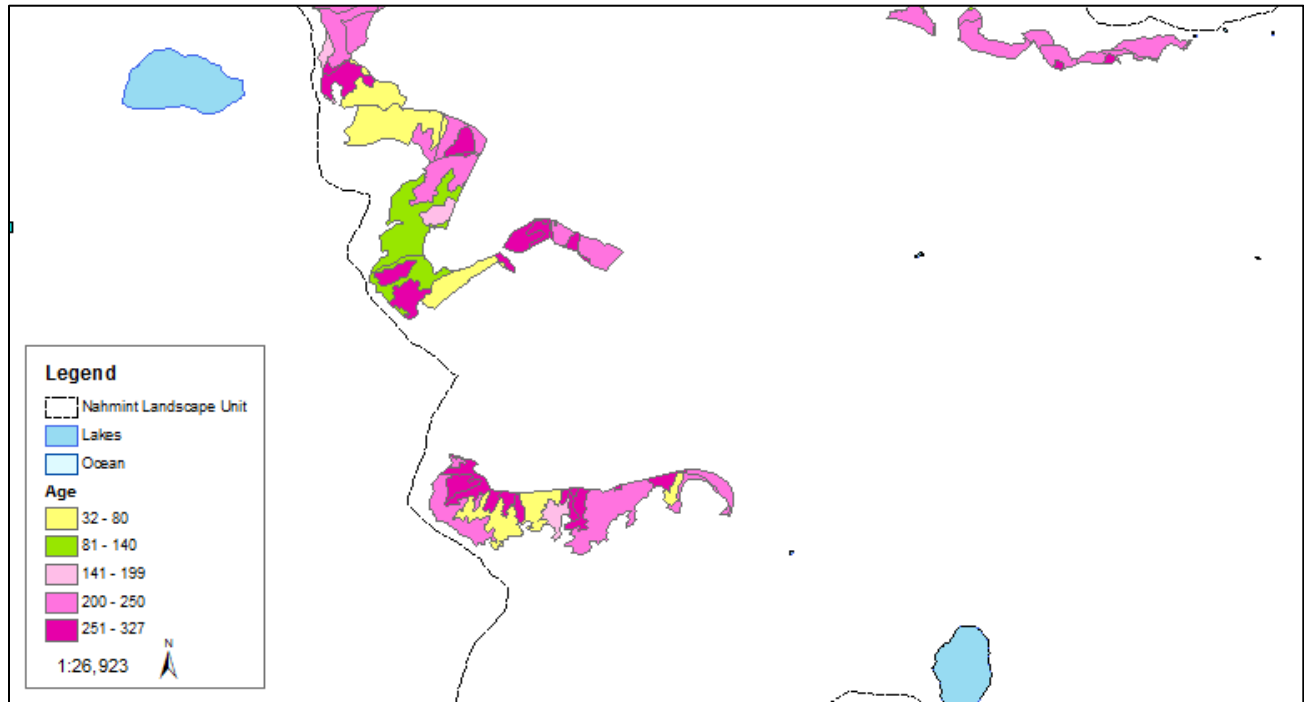 Legend
Nahmint Landscape Unit
Lakes
Ocean
Age
32 - 80
81 - 140
141 - 199
200 - 250
251 - 327
N
1:26,923